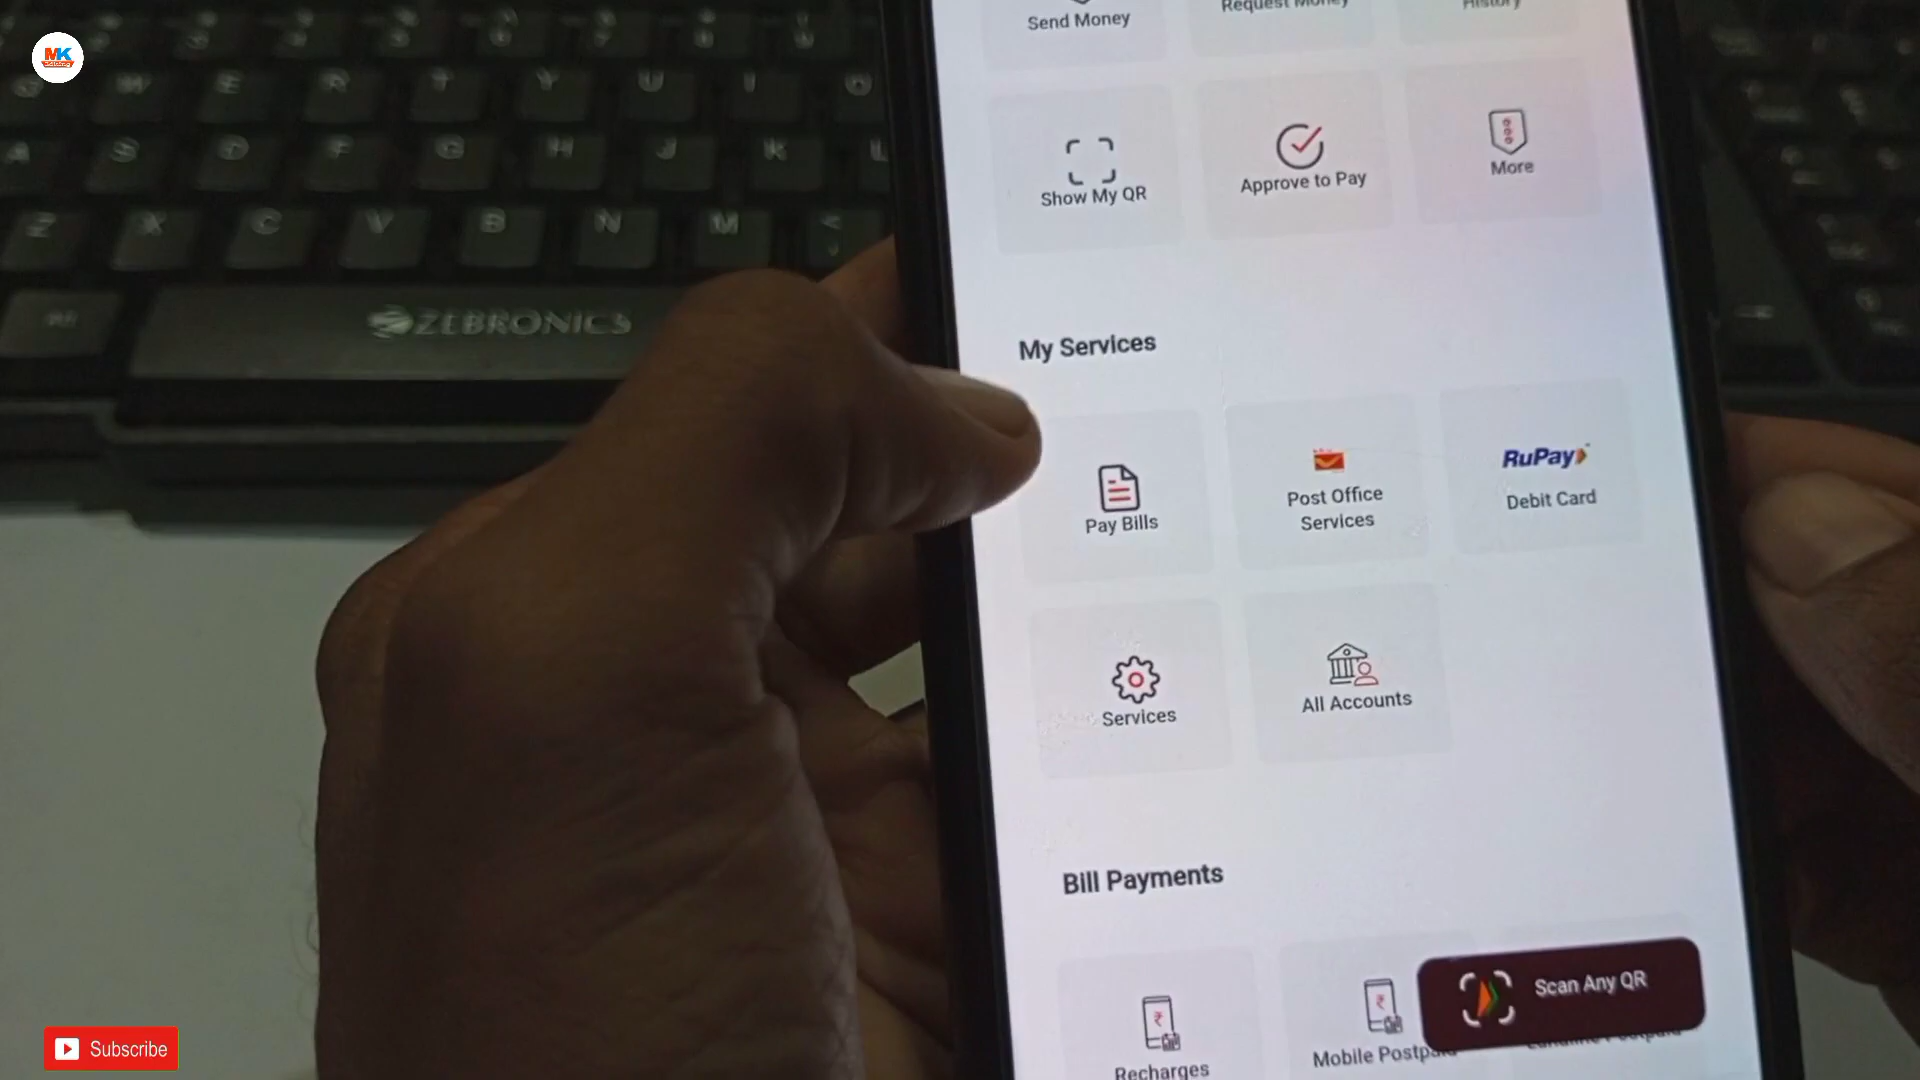 MK
Send Money
Request Money
History
Show My QR
Approve to Pay
More
W E R T Y U I O
A S D F G H J K L
Z X C V B N M <
Alt
ZEBRONICS
My Services
Pay Bills
Post Office
Services
RuPay
Debit Card
Services
All Accounts
Bill Payments
Recharges
Mobile Postpaid
Scan Any QR
Subscribe